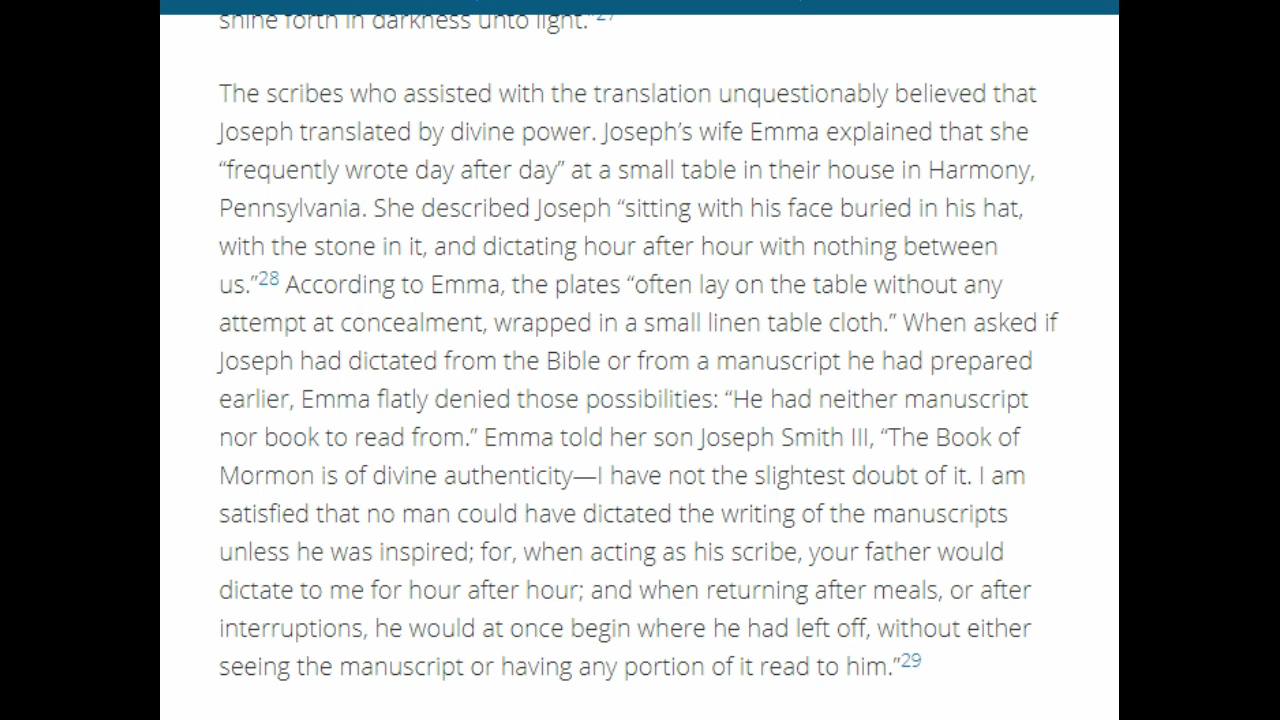 shine forth in darkness unto light.”27
The scribes who assisted with the translation unquestionably believed that
Joseph translated by divine power. Joseph’s wife Emma explained that she
“frequently wrote day after day” at a small table in their house in Harmony,
Pennsylvania. She described Joseph “sitting with his face buried in his hat,
with the stone in it, and dictating hour after hour with nothing between
us.”28 According to Emma, the plates “often lay on the table without any
attempt at concealment, wrapped in a small linen table cloth.” When asked if
Joseph had dictated from the Bible or from a manuscript he had prepared
earlier, Emma flatly denied those possibilities: “He had neither manuscript
nor book to read from.” Emma told her son Joseph Smith III, “The Book of
Mormon is of divine authenticity—I have not the slightest doubt of it. I am
satisfied that no man could have dictated the writing of the manuscripts
unless he was inspired; for, when acting as his scribe, your father would
dictate to me for hour after hour; and when returning after meals, or after
interruptions, he would at once begin where he had left off, without either
seeing the manuscript or having any portion of it read to him.”29